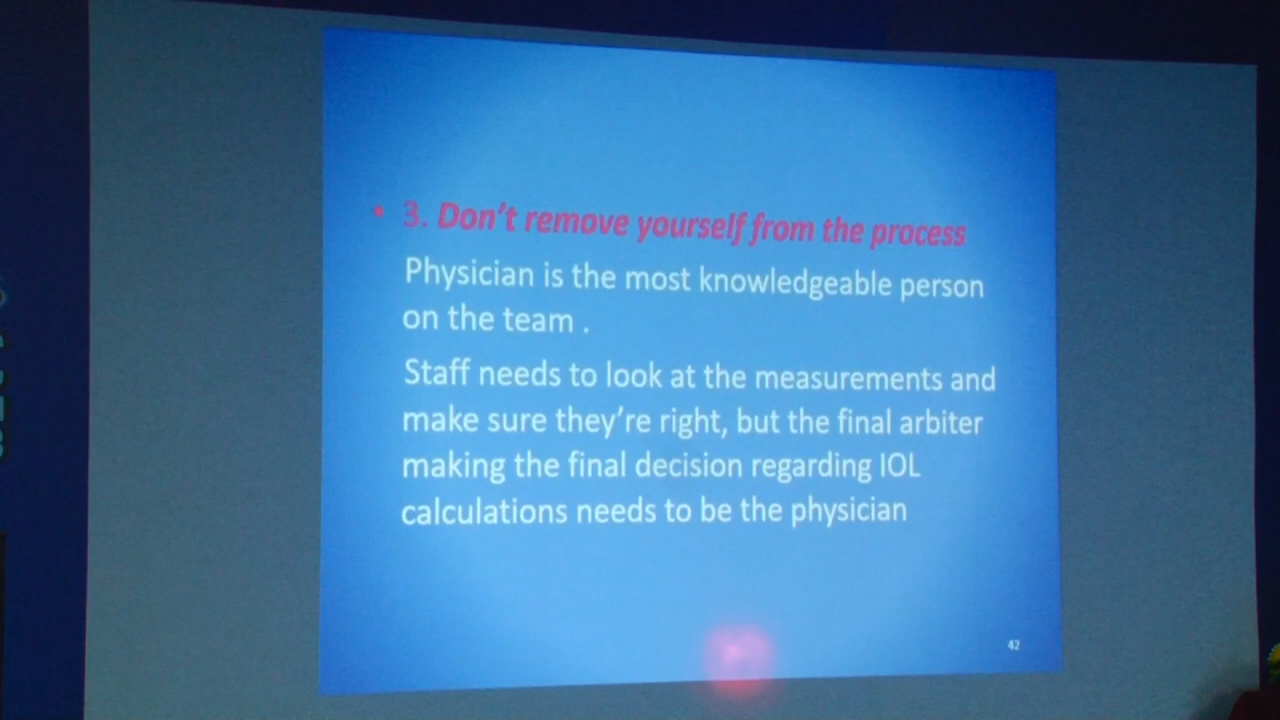 • 3. Don't remove yourself from the process
Physician is the most knowledgeable person
on the team .
Staff needs to look at the measurements and
make sure they're right, but the final arbiter
making the final decision regarding IOL
calculations needs to be the physician
42